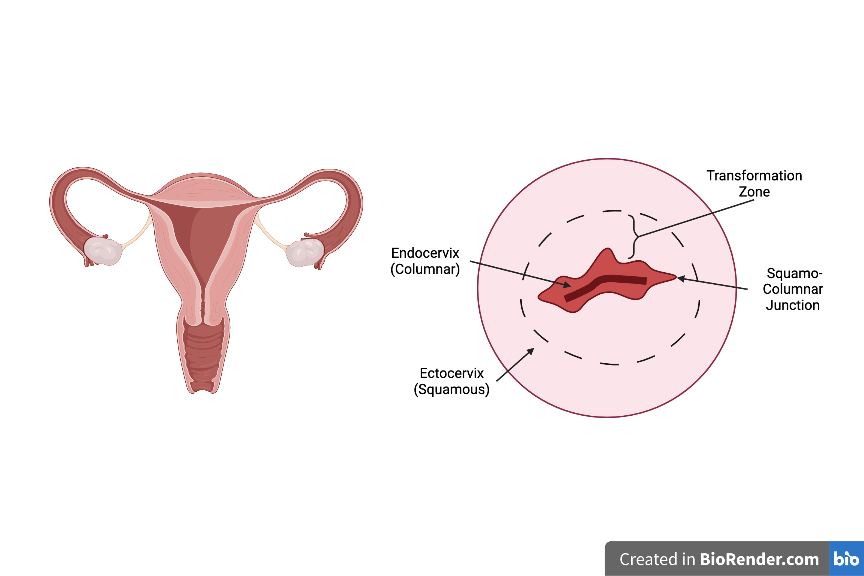 Transformation
Zone
Endocervix
(Columnar)
Squamo-
Columnar
Junction
Ectocervix
(Squamous)
Created in BioRender.com bio